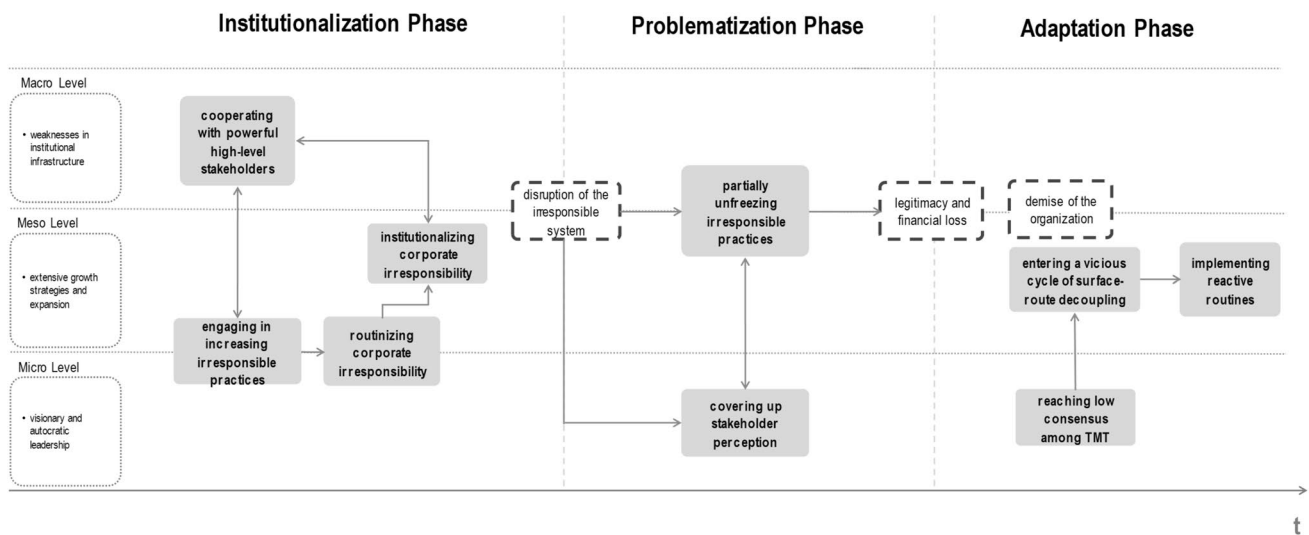 Institutionalization Phase
Problematization Phase
Adaptation Phase
Macro Level
• weaknesses in
institutional
infrastructure
cooperating
with powerful
high-level
stakeholders
disruption of the
irresponsible
system
partially
unfreezing
irresponsible
practices
legitimacy and
financial loss
demise of the
organization
Meso Level
• extensive growth
strategies and
expansion
institutionalizing
corporate
irresponsibility
entering a vicious
cycle of surface-
route decoupling
implementing
reactive
routines
engaging in
increasing
irresponsible
practices
routinizing
corporate
irresponsibility
Micro Level
• visionary and
autocratic
leadership
covering up
stakeholder
perception
reaching low
consensus
among TMT
t